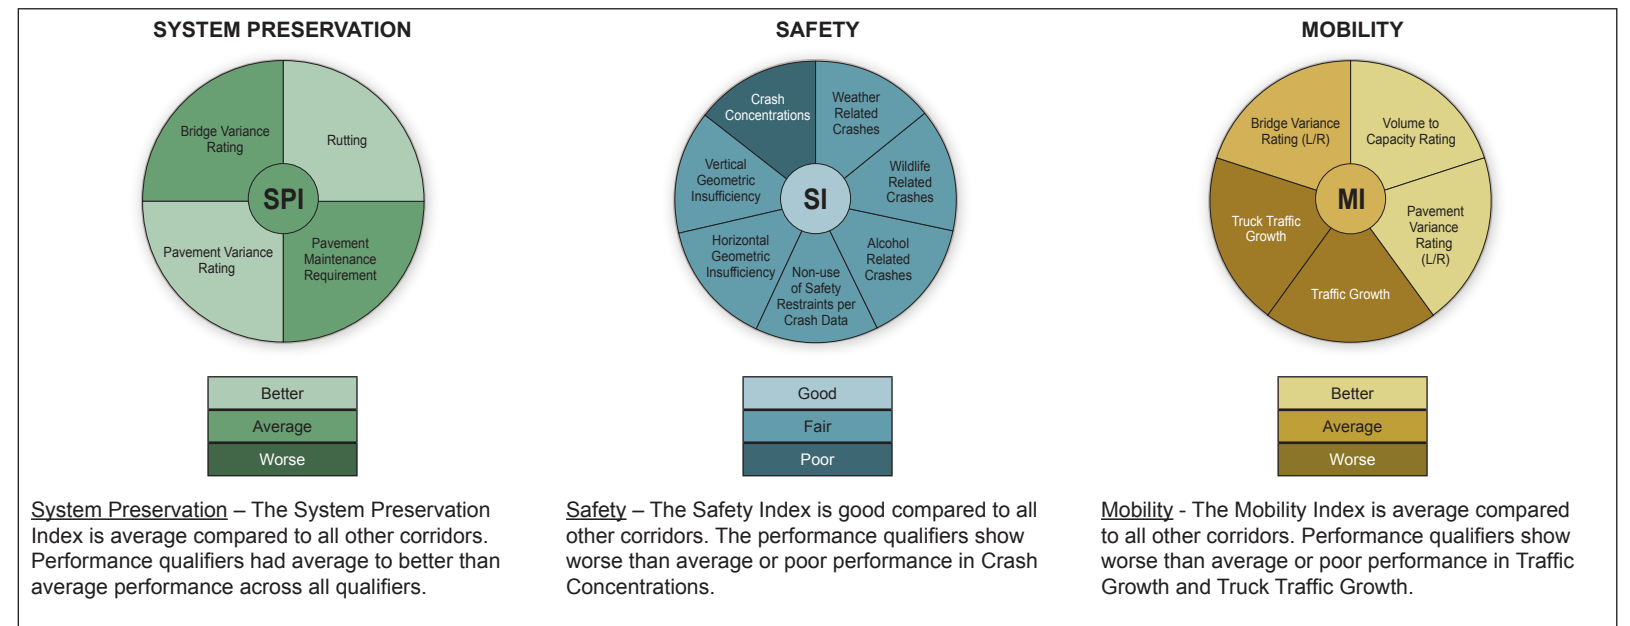 SYSTEM PRESERVATION
Bridge Variance
Rating
Rutting
SPI
Pavement Variance
Rating
Pavement
Maintenance
Requirement
Better
Average
Worse
System Preservation – The System Preservation
Index is average compared to all other corridors.
Performance qualifiers had average to better than
average performance across all qualifiers.
SAFETY
Crash
Concentrations
Weather
Related
Crashes
Vertical
Geometric
Insufficiency
Wildlife
Related
Crashes
SI
Horizontal
Geometric
Insufficiency
Non-use
of Safety
Restraints per
Crash Data
Alcohol
Related
Crashes
Good
Fair
Poor
Safety – The Safety Index is good compared to all
other corridors. The performance qualifiers show
worse than average or poor performance in Crash
Concentrations.
MOBILITY
Bridge Variance
Rating (L/R)
Volume to
Capacity Rating
MI
Truck Traffic
Growth
Pavement
Variance
Rating
(L/R)
Traffic Growth
Better
Average
Worse
Mobility - The Mobility Index is average compared
to all other corridors. Performance qualifiers show
worse than average or poor performance in Traffic
Growth and Truck Traffic Growth.